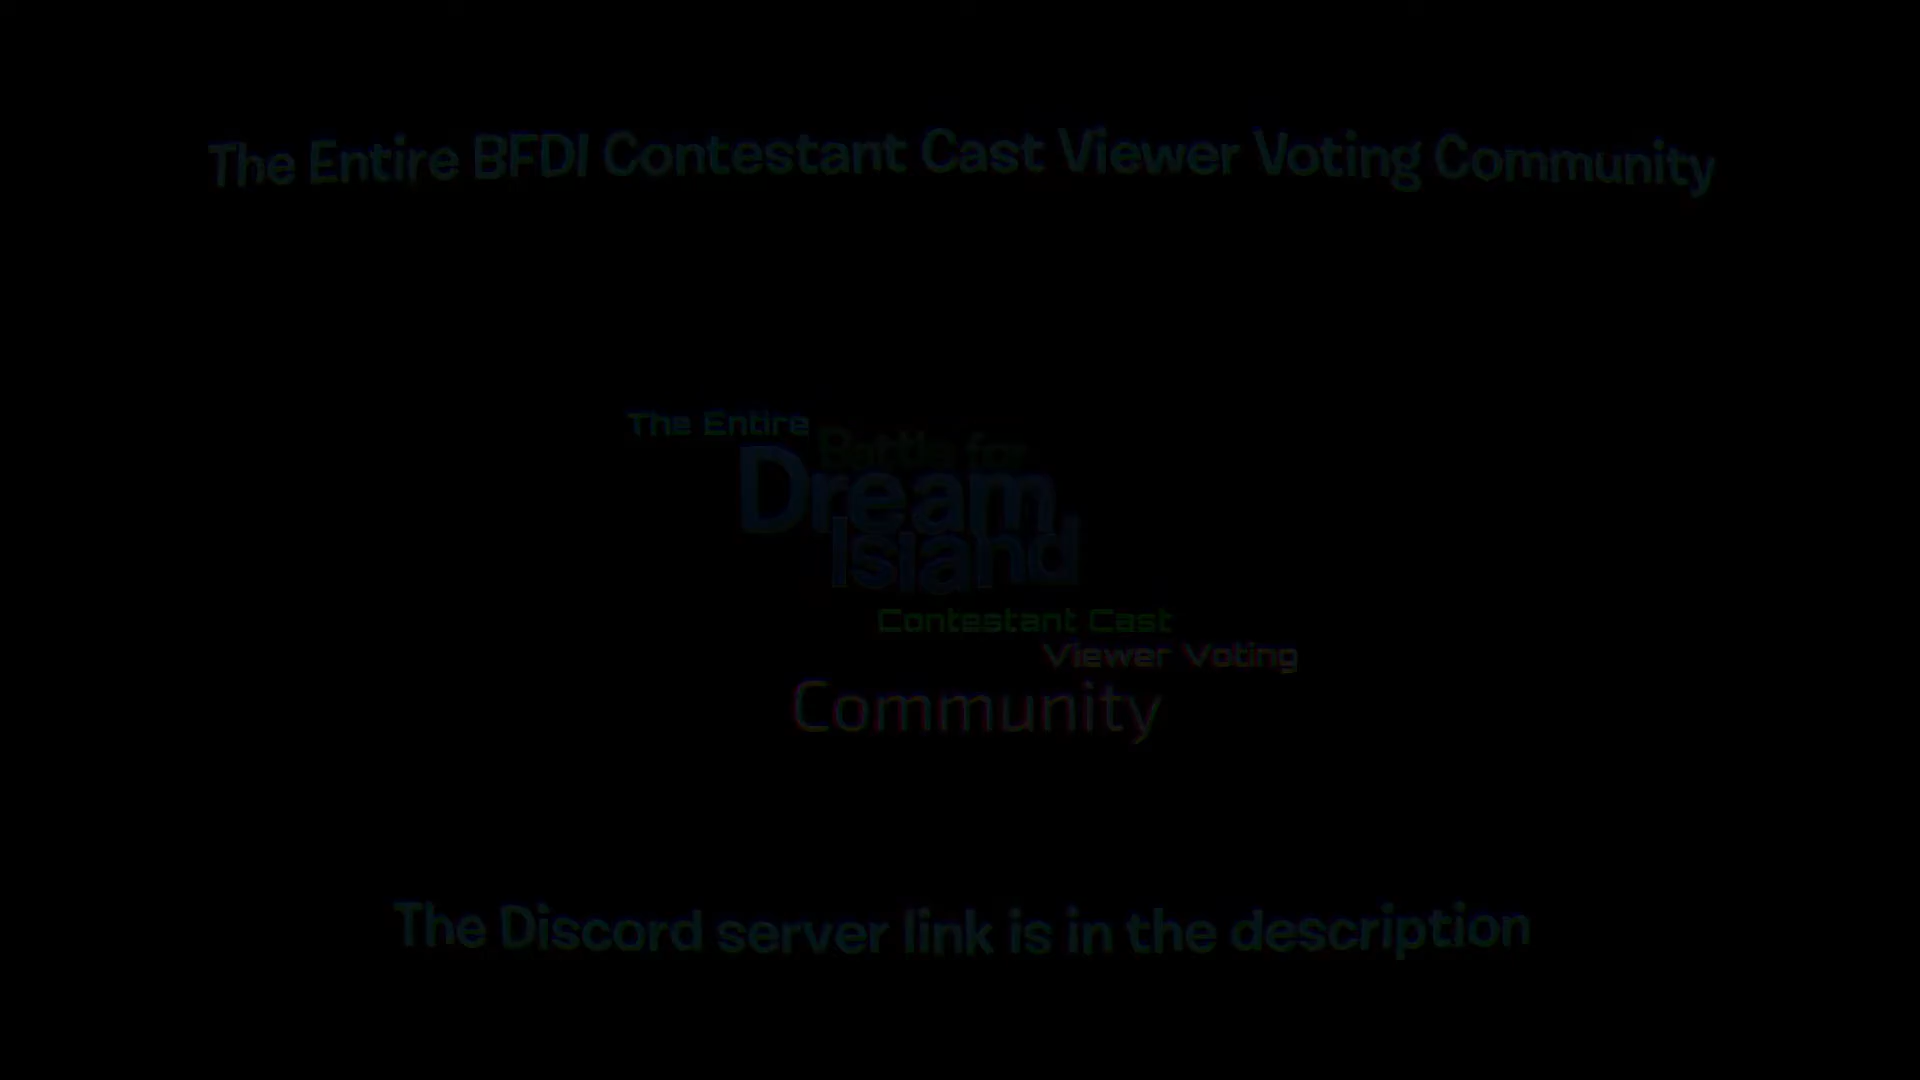 The Entire BFDI Contestant Cast Viewer Voting Community
The Entire
Battle for
Dream
Island
Contestant Cast
Viewer Voting
Community
The Discord server link is in the description